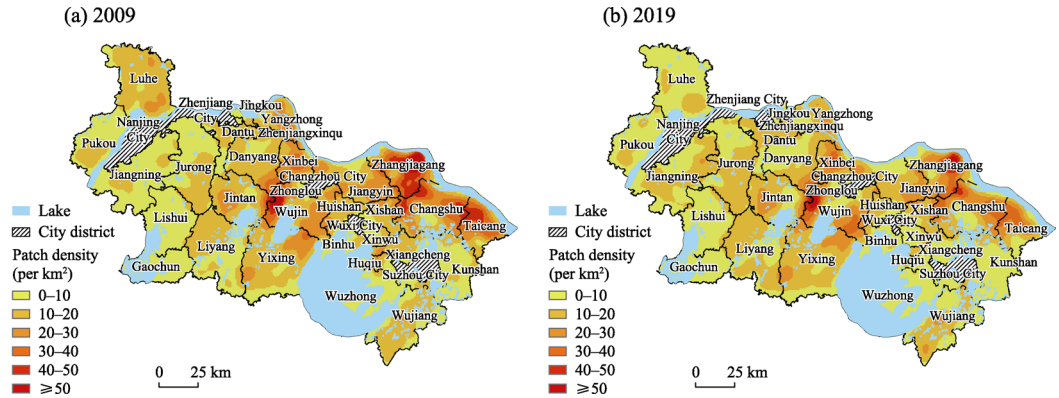 (a) 2009
Luhe
Zhenjiang
City
Jingkou
Nanjing
City
Yangzhong
Dantu
Zhenjiangxinqu
Pukou
Jiangning
Jurong
Danyang
Xinbei
Zhangjiagang
Changzhou City
Zhonglou
Jintan
Wujin
Jiangyin
Huishan
Xishan
Changshu
Lishui
Wuxi City
Taicang
Liyang
Binhu
Xinwu
Yixing
Xiangcheng
Huqiu
Kunshan
Gaochun
Suzhou City
Wuzhong
Wujiang
Lake
City district
Patch density
(per km²)
0–10
10–20
20–30
30–40
40–50
≥50
0 25 km
(b) 2019
Luhe
Zhenjiang City
Jingkou
Yangzhong
Nanjing
City
Zhenjiangxinqu
Dantu
Pukou
Jiangning
Jurong
Danyang
Xinbei
Zhangjiagang
Changzhou City
Zhonglou
Jintan
Wujin
Jiangyin
Huishan
Xishan
Changshu
Lishui
Wuxi City
Taicang
Liyang
Binhu
Xinwu
Yixing
Xiangcheng
Huqiu
Kunshan
Gaochun
Suzhou City
Wuzhong
Wujiang
Lake
City district
Patch density
(per km²)
0–10
10–20
20–30
30–40
40–50
≥50
0 25 km